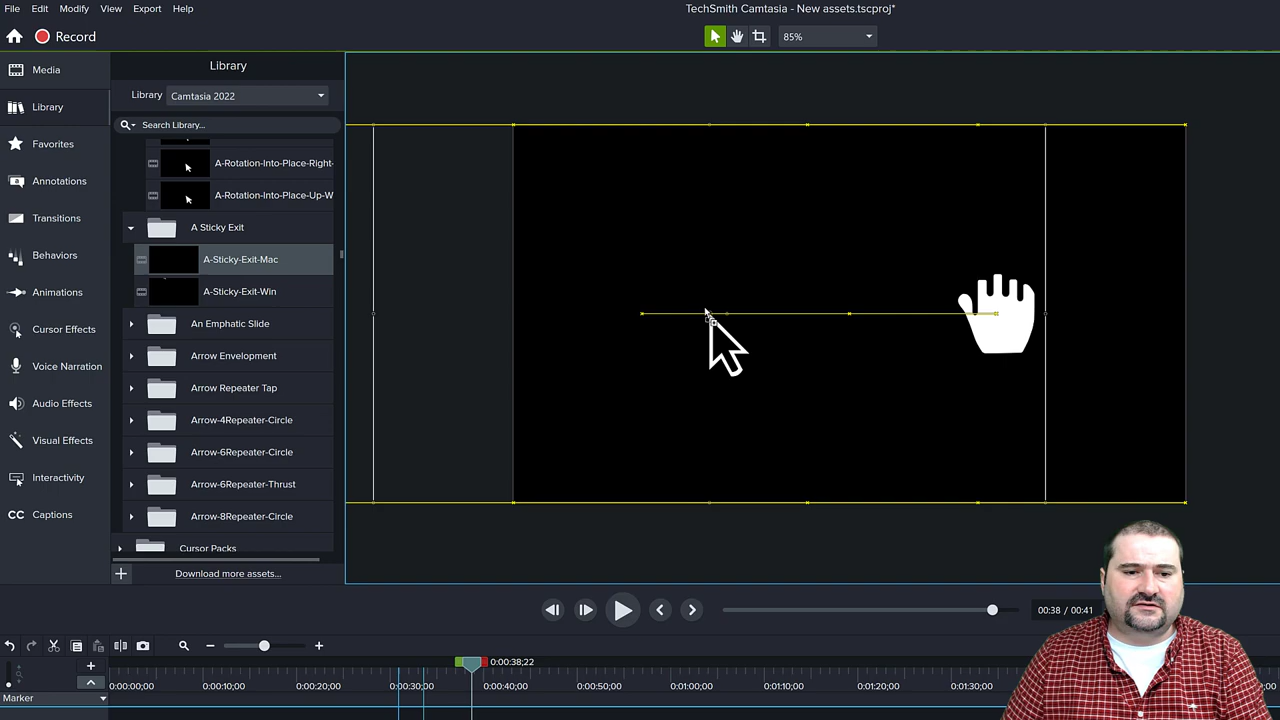 File Edit Modify View Export Help
TechSmith Camtasia - New assets.tscproj*
Record
85%
Media
Library
Favorites
Annotations
Transitions
Behaviors
Animations
Cursor Effects
Voice Narration
Audio Effects
Visual Effects
Interactivity
CC Captions
Library
Library Camtasia 2022
Search Library...
A-Rotation-Into-Place-Right-
A-Rotation-Into-Place-Up-W
A Sticky Exit
A-Sticky-Exit-Mac
A-Sticky-Exit-Win
An Emphatic Slide
Arrow Envelopment
Arrow Repeater Tap
Arrow-4Repeater-Circle
Arrow-6Repeater-Circle
Arrow-6Repeater-Thrust
Arrow-8Repeater-Circle
Cursor Packs
Download more assets...
00:38 / 00:41
0:00:38;22
0:00:00;00 0:00:10;00 0:00:20;00 0:00:30;00 0:00:40;00 0:00:50;00 0:01:00;00 0:01:10;00 0:01:20;00 0:01:30;00
Marker